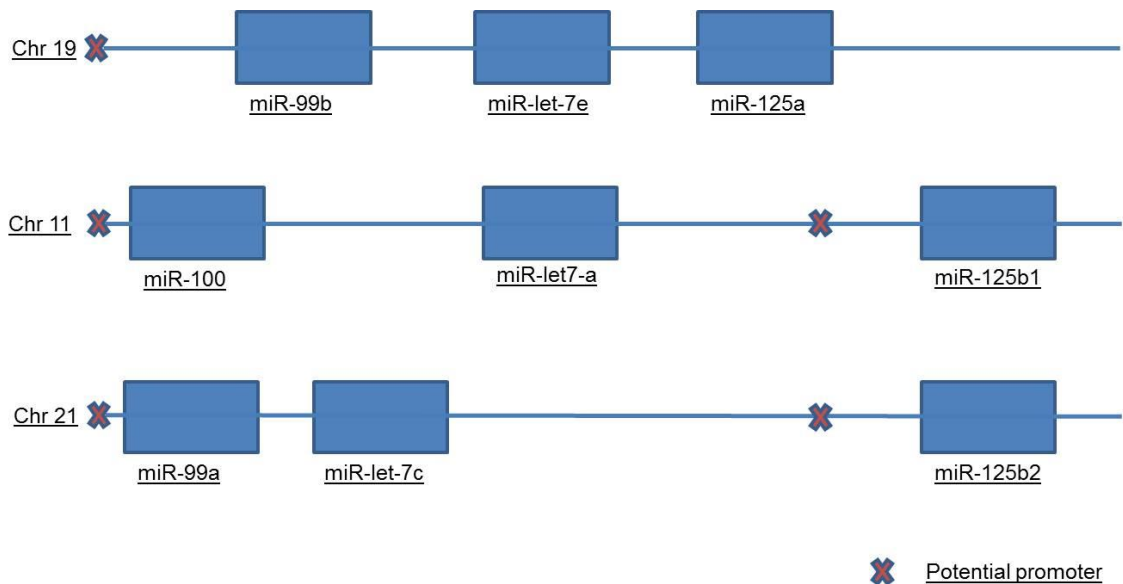 Chr 19
miR-99b
miR-let-7e
miR-125a
Chr 11
miR-100
miR-let7-a
miR-125b1
Chr 21
miR-99a
miR-let-7c
miR-125b2
Potential promoter